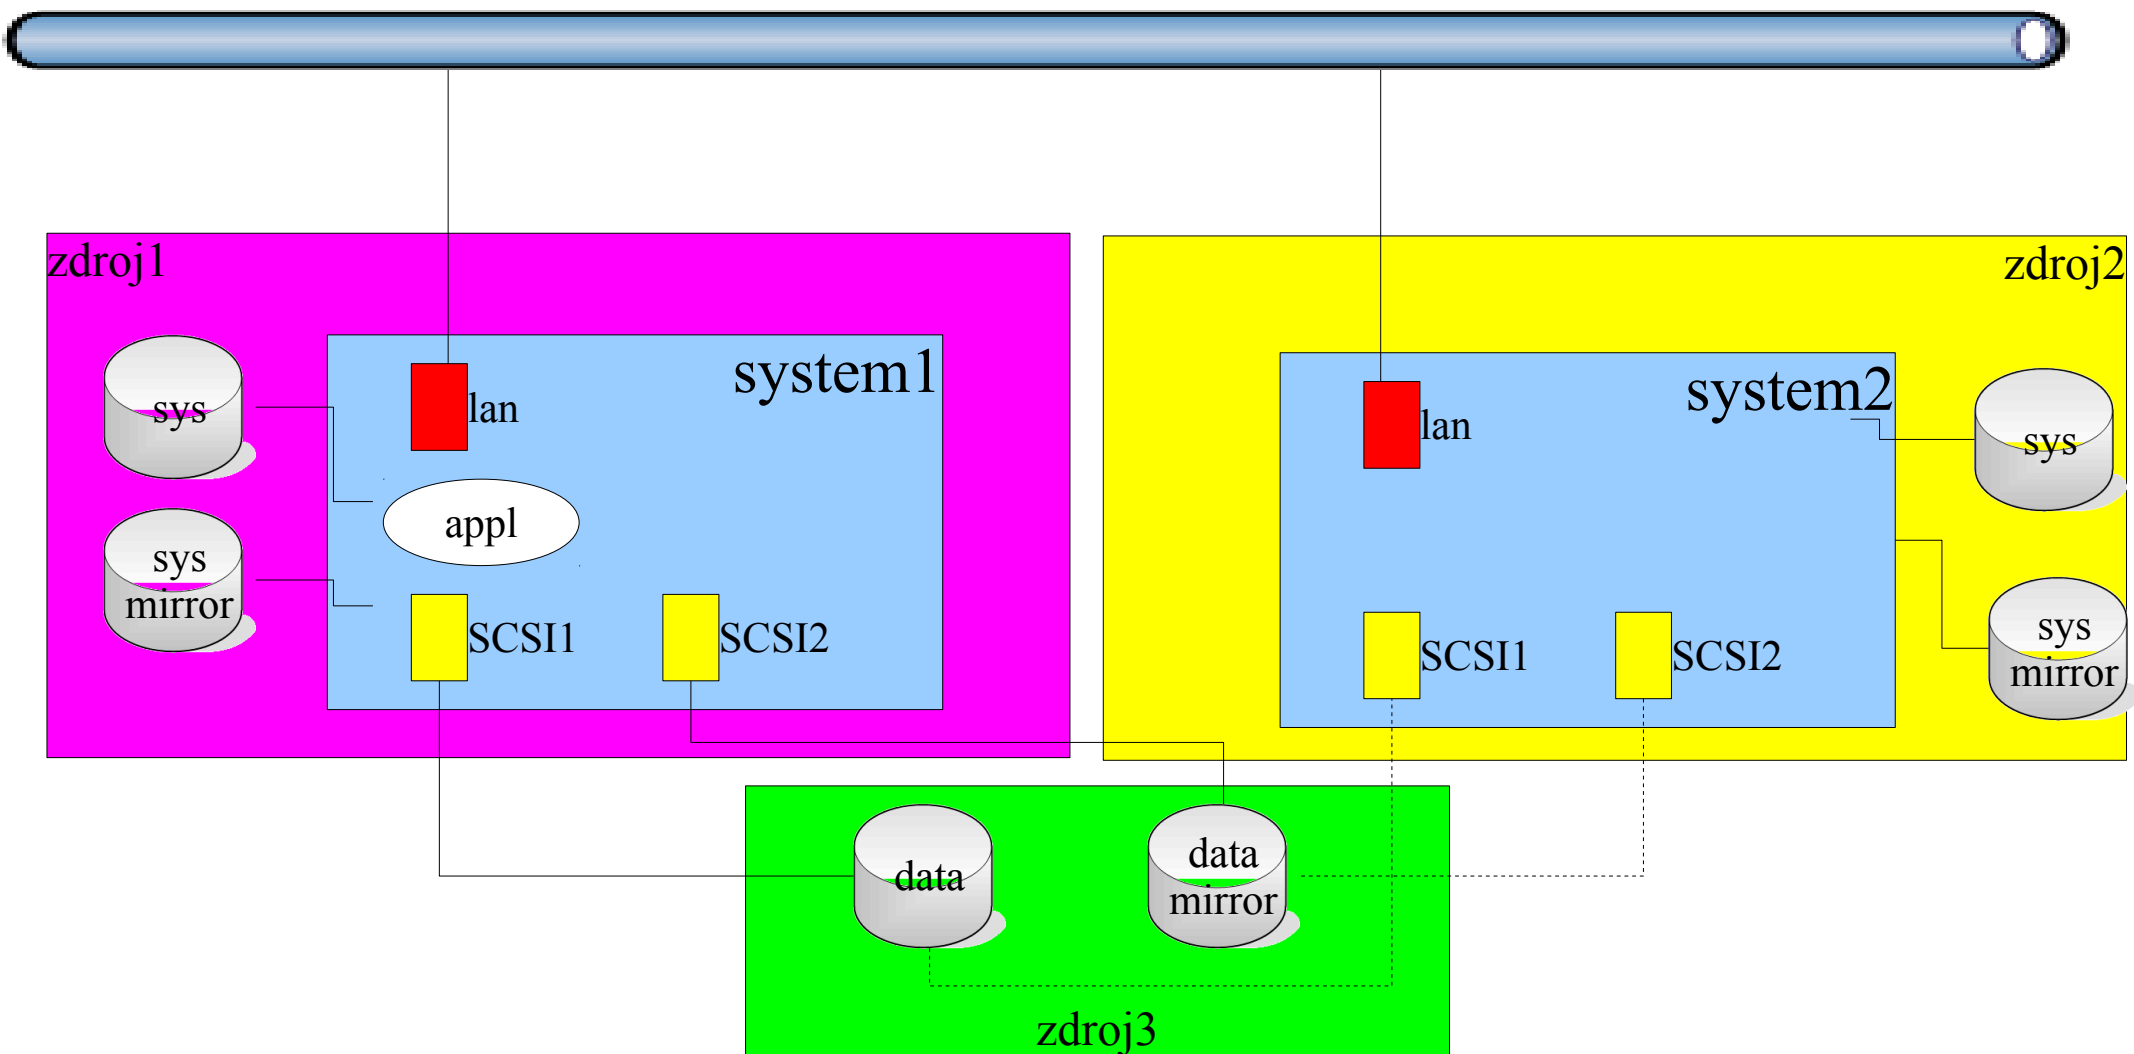 zdroj1
system1
lan
sys
appl
sys
mirror
SCSI1
SCSI2
zdroj2
system2
lan
sys
SCSI1
SCSI2
sys
mirror
data
data
mirror
zdroj3